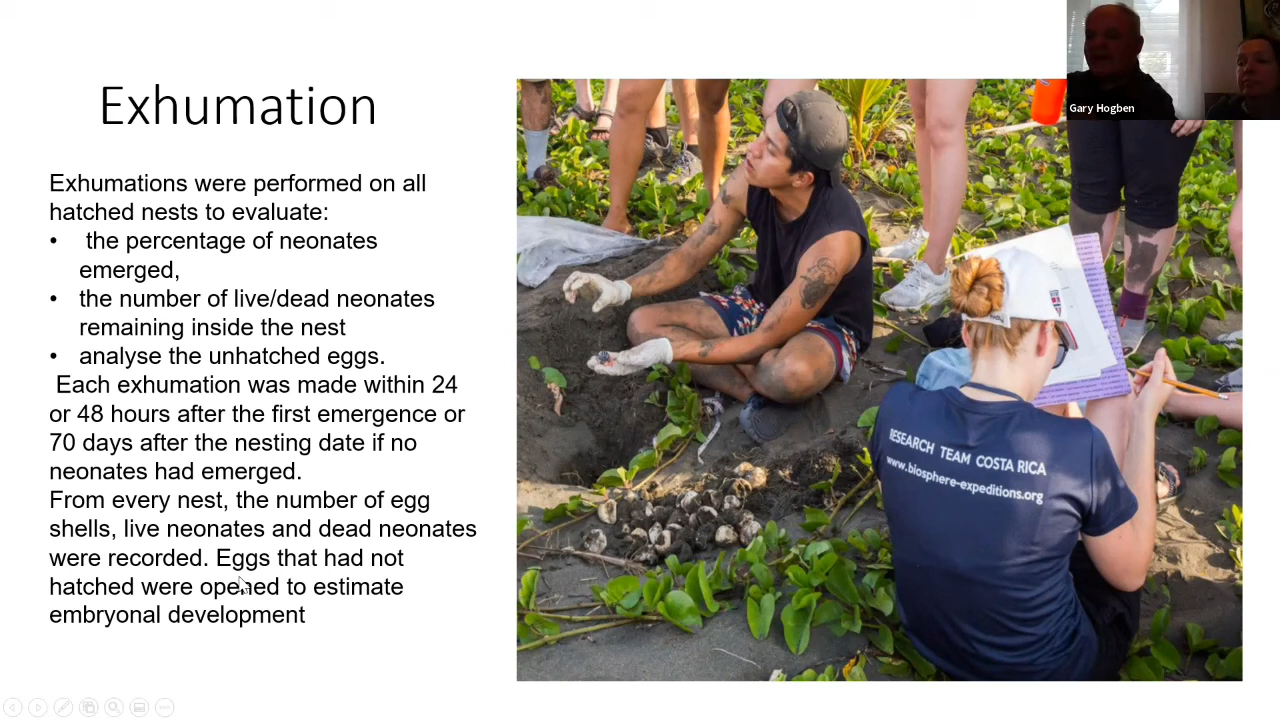 Exhumation
Exhumations were performed on all
hatched nests to evaluate:
• the percentage of neonates
emerged,
• the number of live/dead neonates
remaining inside the nest
• analyse the unhatched eggs.
Each exhumation was made within 24
or 48 hours after the first emergence or
70 days after the nesting date if no
neonates had emerged.
From every nest, the number of egg
shells, live neonates and dead neonates
were recorded. Eggs that had not
hatched were opened to estimate
embryonal development
Gary Hogben
RESEARCH TEAM COSTA RICA
www.biosphere-expeditions.org